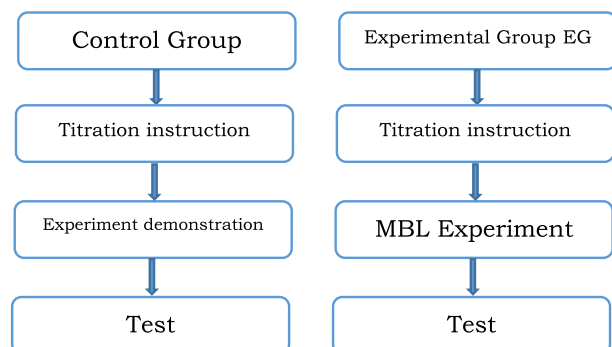 Control Group
Titration instruction
Experiment demonstration
Test
Experimental Group EG
Titration instruction
MBL Experiment
Test